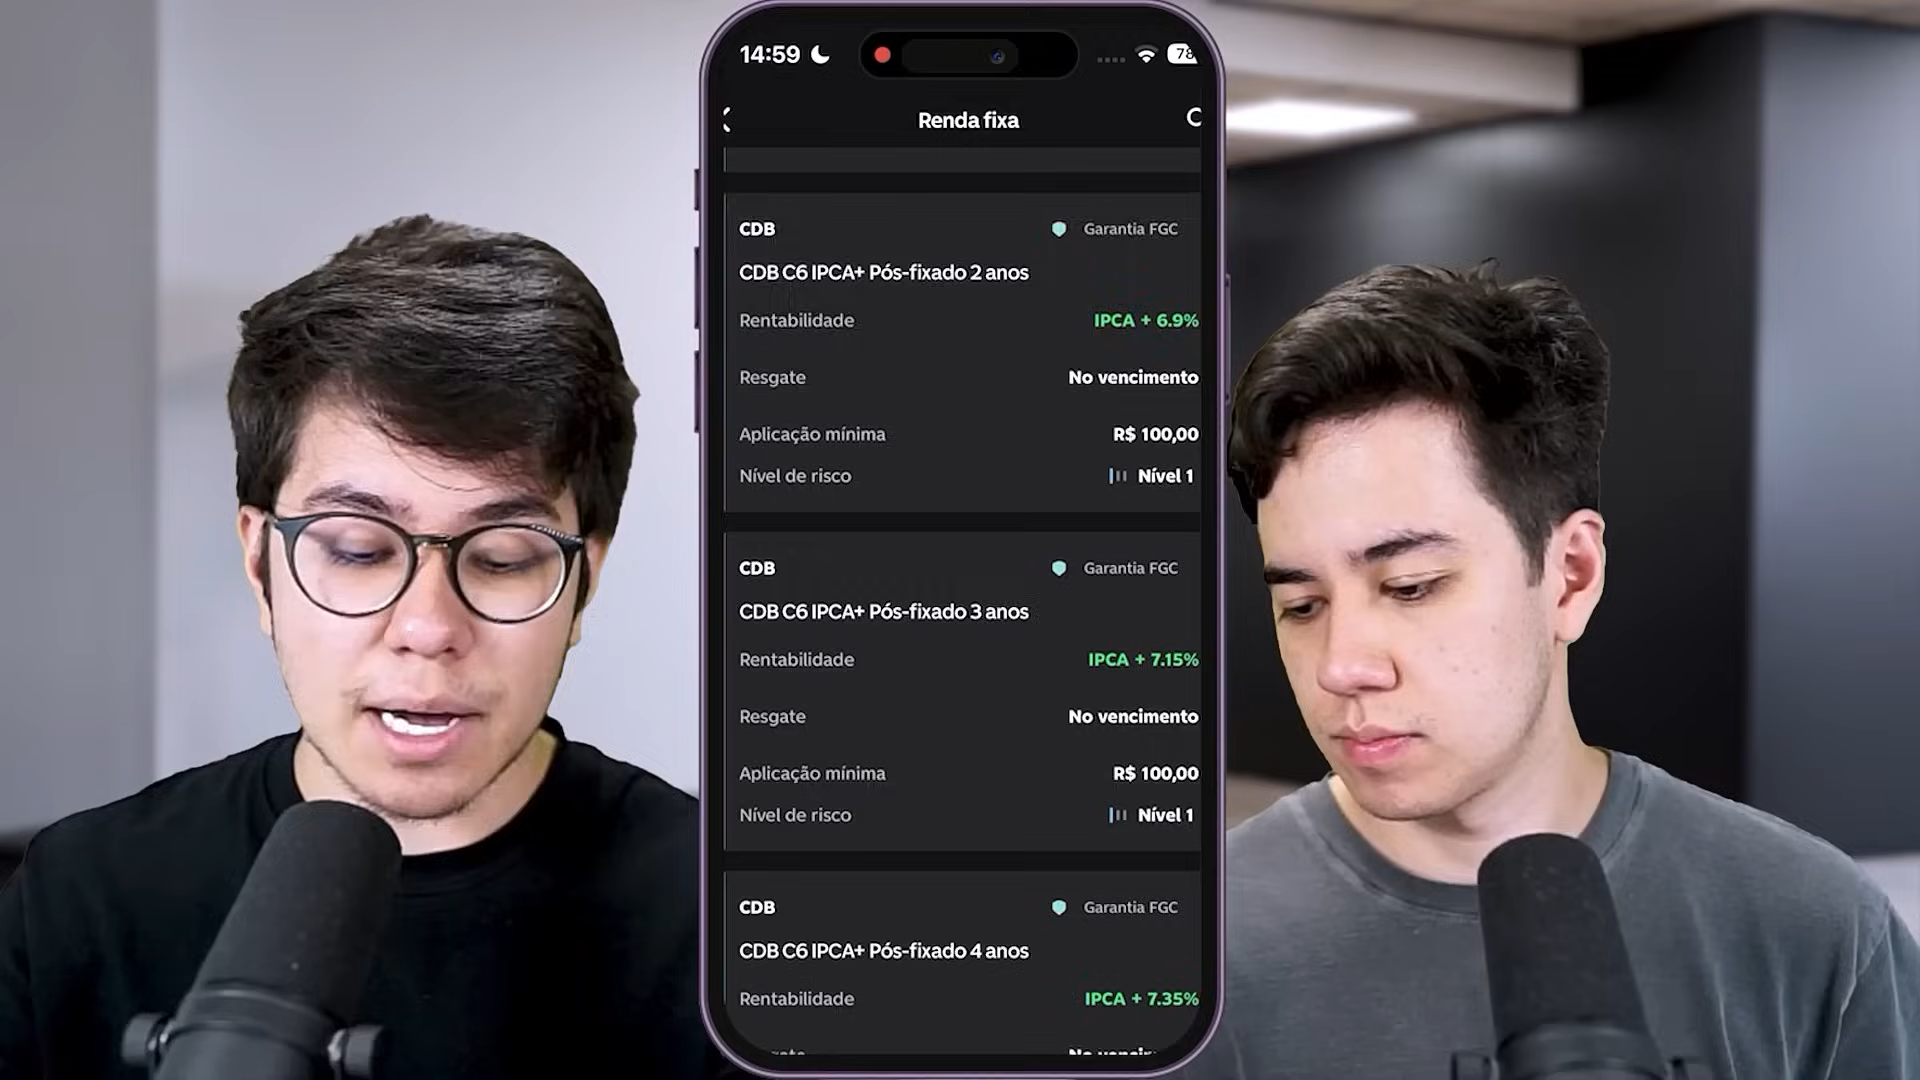 14:59
78
Renda fixa
CDB
Garantia FGC
CDB C6 IPCA+ Pós-fixado 2 anos
Rentabilidade
IPCA + 6.9%
Resgate
No vencimento
Aplicação mínima
R$ 100,00
Nível de risco
Nível 1
CDB
Garantia FGC
CDB C6 IPCA+ Pós-fixado 3 anos
Rentabilidade
IPCA + 7.15%
Resgate
No vencimento
Aplicação mínima
R$ 100,00
Nível de risco
Nível 1
CDB
Garantia FGC
CDB C6 IPCA+ Pós-fixado 4 anos
Rentabilidade
IPCA + 7.35%